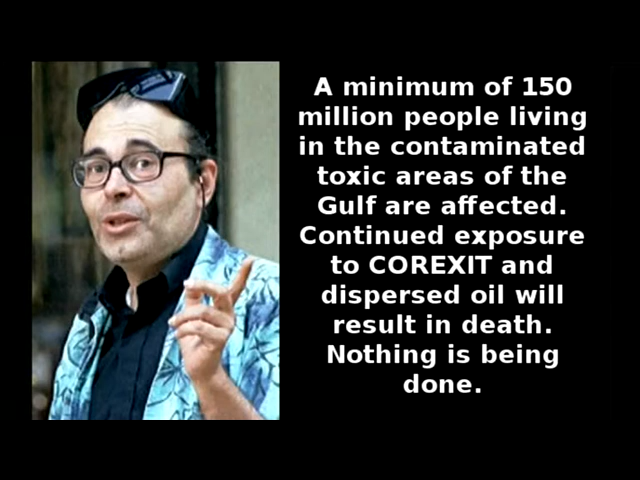 A minimum of 150
million people living
in the contaminated
toxic areas of the
Gulf are affected.
Continued exposure
to COREXIT and
dispersed oil will
result in death.
Nothing is being
done.